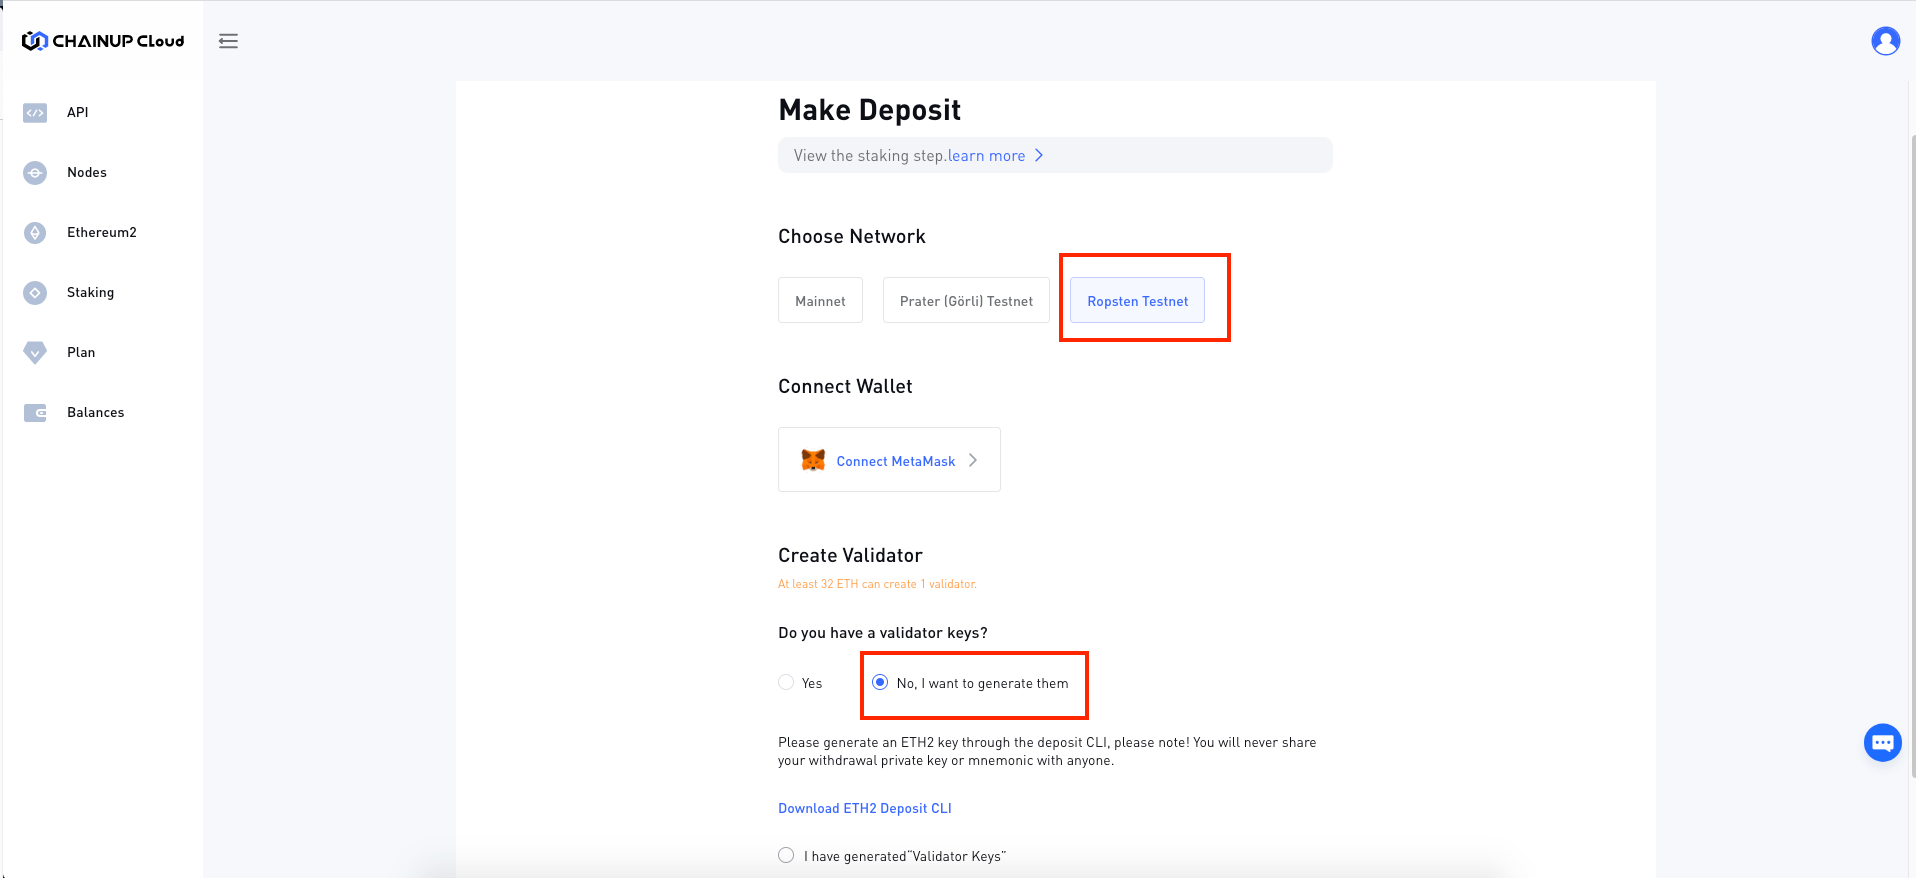 CHAINUP Cloud
API
Nodes
Ethereum2
Staking
Plan
Balances
Make Deposit
View the staking step.learn more
Choose Network
Mainnet
Prater (Görli) Testnet
Ropsten Testnet
Connect Wallet
Connect MetaMask
Create Validator
At least 32 ETH can create 1 validator.
Do you have a validator keys?
Yes
No, I want to generate them
Please generate an ETH2 key through the deposit CLI, please note! You will never share
your withdrawal private key or mnemonic with anyone.
Download ETH2 Deposit CLI
I have generated“Validator Keys”